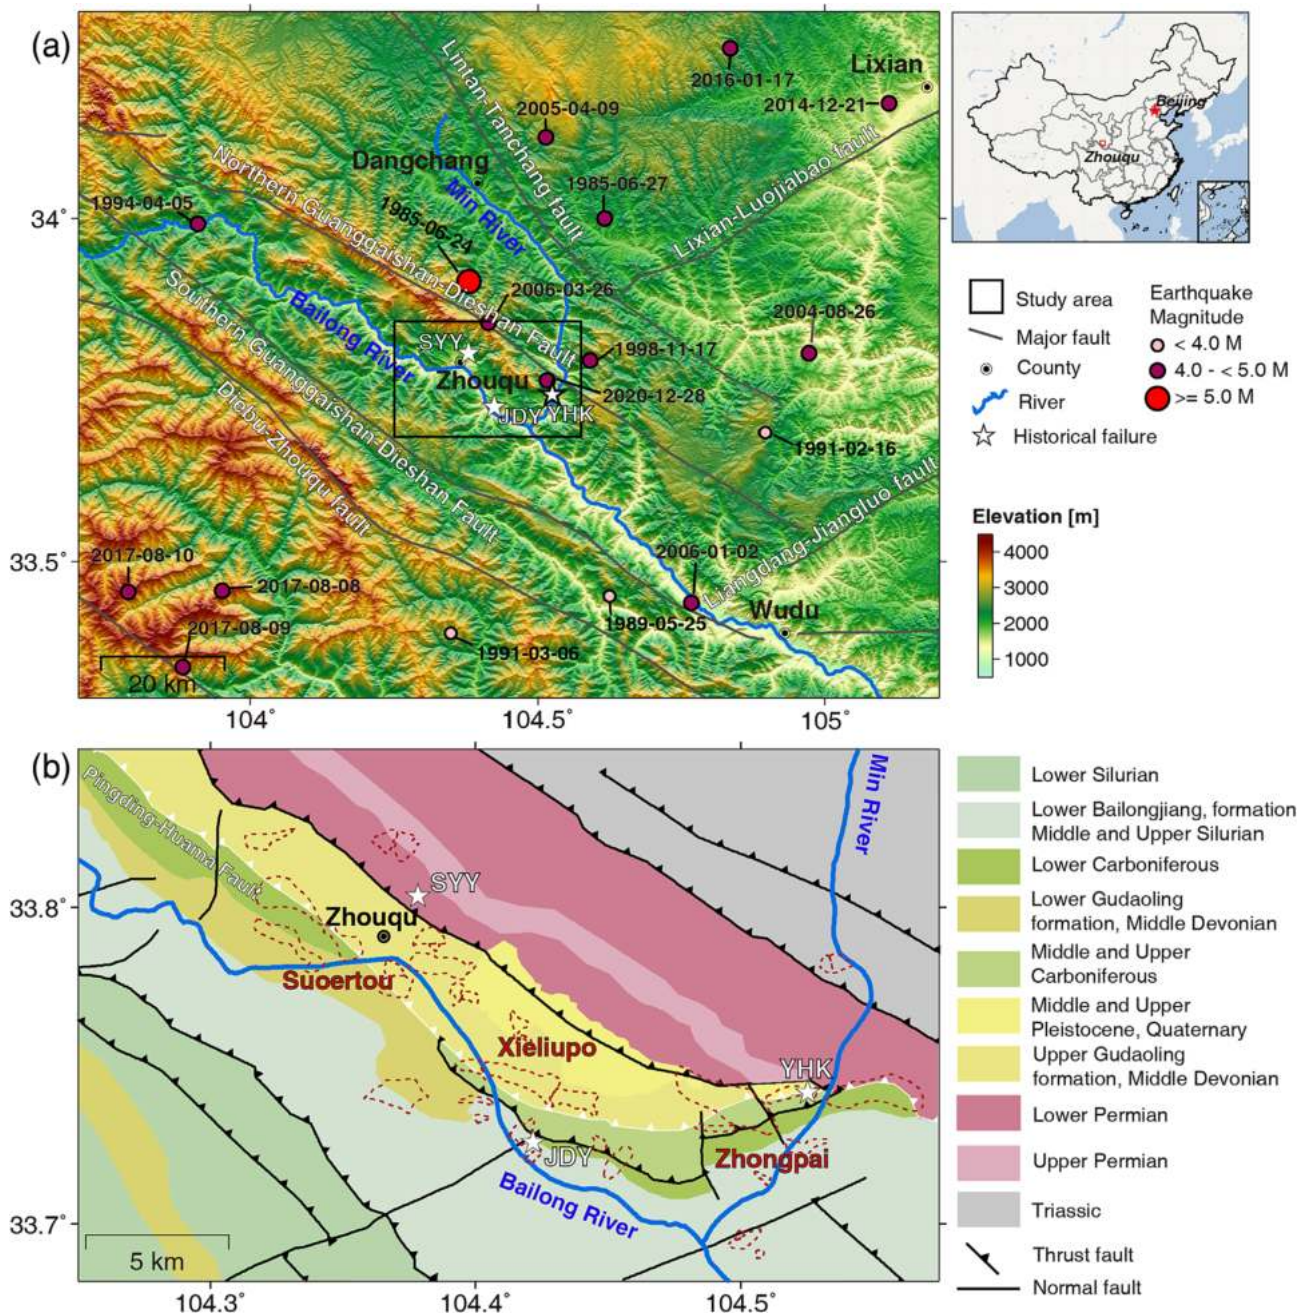 (a)
Lintan-Tanchang fault
2016-01-17
Lixian
2014-12-21
2005-04-09
Dangchang
Min River
1985-06-27
Northern Guanggaishan-Dieshan Fault
Lixian-Luojiabao fault
1994-04-05
34˚
1985-06-24
2006-03-26
Southern Guanggaishan-Dieshan Fault
Bailong River
2004-08-26
SYY
1998-11-17
Zhouqu
2020-12-28
JDY
YHK
Diebu-Zhouqu fault
1991-02-16
Liangdang-Jiangluo fault
33.5˚
2017-08-10
2017-08-08
2006-01-02
Wudu
1989-05-25
2017-08-09
1991-03-06
20 km
104˚
104.5˚
105˚
Beijing
Zhouqu
Study area
Major fault
County
River
Historical failure
Earthquake
Magnitude
< 4.0 M
4.0 - < 5.0 M
>= 5.0 M
Elevation [m]
4000
3000
2000
1000
(b)
Pingding-Huama Fault
Min River
33.8˚
SYY
Zhouqu
Suoertou
Xieliupo
YHK
JDY
Zhongpai
Bailong River
33.7˚
5 km
104.3˚
104.4˚
104.5˚
Lower Silurian
Lower Bailongjiang, formation
Middle and Upper Silurian
Lower Carboniferous
Lower Gudaoling
formation, Middle Devonian
Middle and Upper
Carboniferous
Middle and Upper
Pleistocene, Quaternary
Upper Gudaoling
formation, Middle Devonian
Lower Permian
Upper Permian
Triassic
Thrust fault
Normal fault